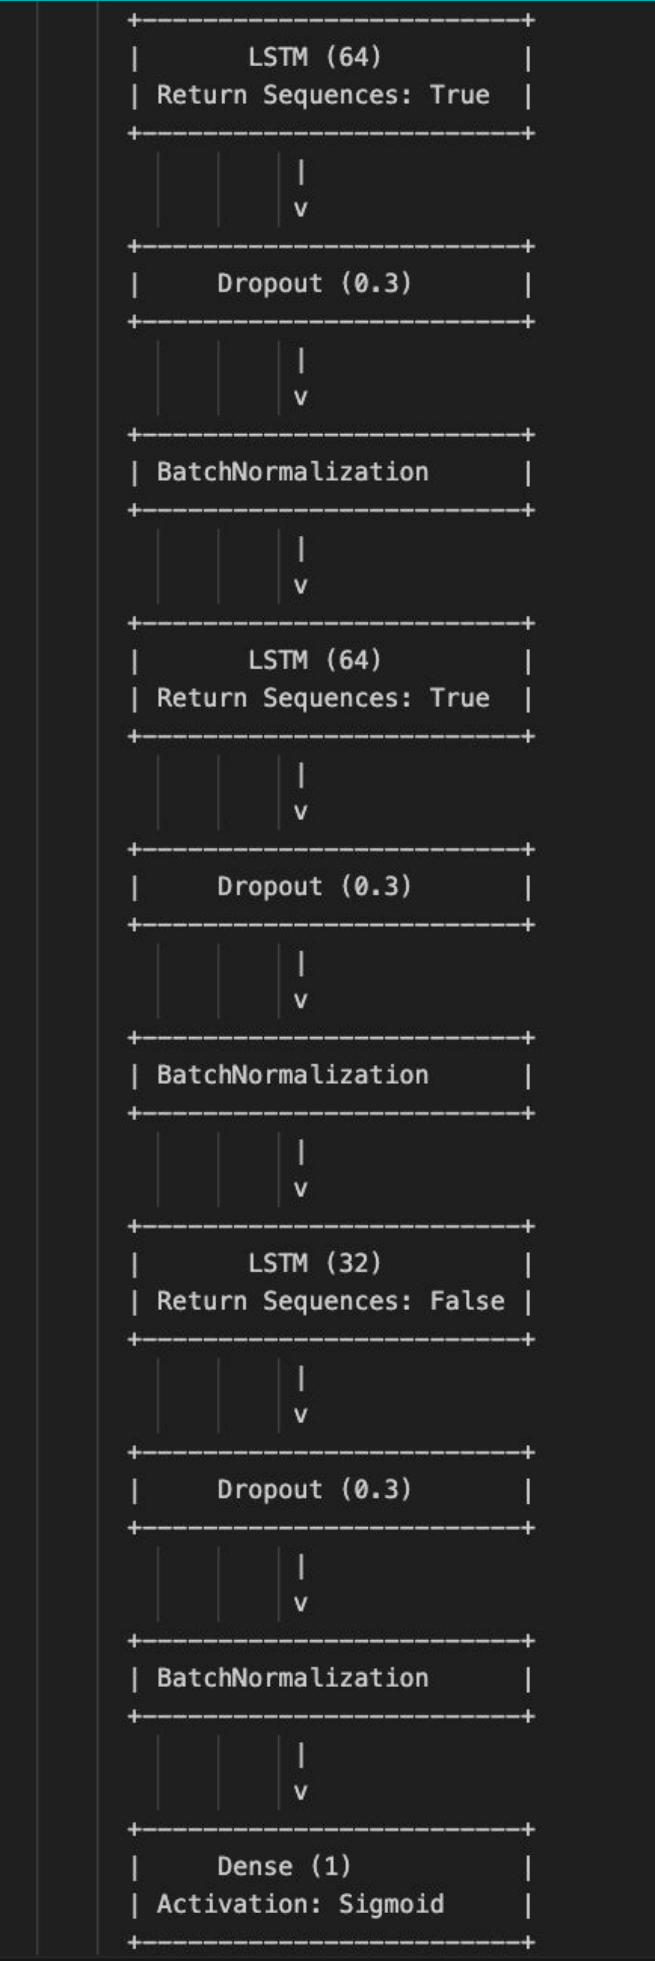 +-------------------------+
|       LSTM (64)         |
| Return Sequences: True  |
+-------------------------+
|
v
+-------------------------+
|     Dropout (0.3)       |
+-------------------------+
|
v
+-------------------------+
| BatchNormalization      |
+-------------------------+
|
v
+-------------------------+
|       LSTM (64)         |
| Return Sequences: True  |
+-------------------------+
|
v
+-------------------------+
|     Dropout (0.3)       |
+-------------------------+
|
v
+-------------------------+
| BatchNormalization      |
+-------------------------+
|
v
+-------------------------+
|       LSTM (32)         |
| Return Sequences: False |
+-------------------------+
|
v
+-------------------------+
|     Dropout (0.3)       |
+-------------------------+
|
v
+-------------------------+
| BatchNormalization      |
+-------------------------+
|
v
+-------------------------+
|     Dense (1)           |
| Activation: Sigmoid     |
+-------------------------+